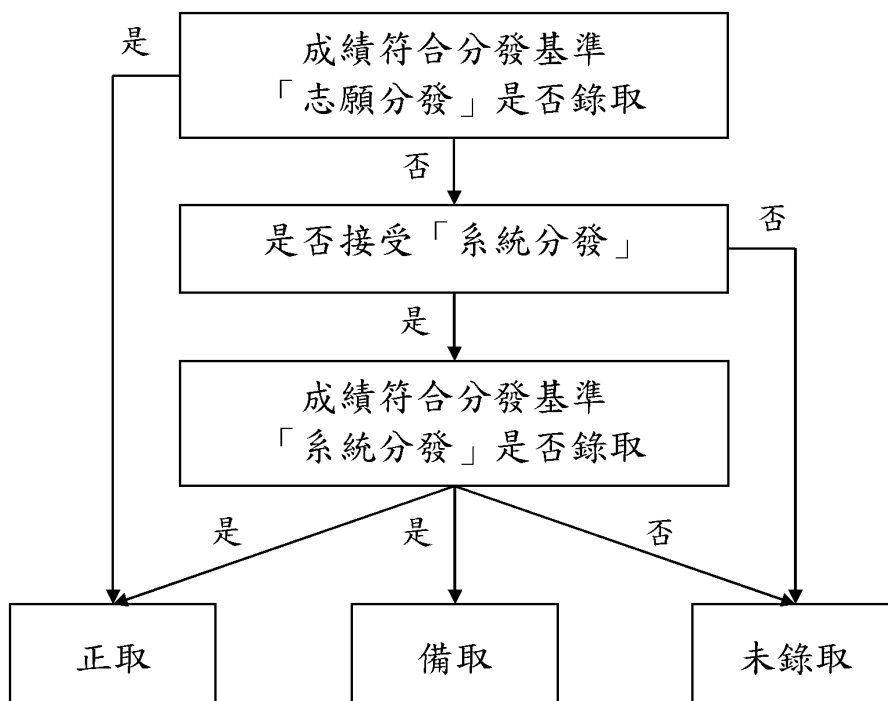 是
成績符合分發基準
「志願分發」是否錄取
否
是否接受「系統分發」
否
是
成績符合分發基準
「系統分發」是否錄取
是
是
否
正取
備取
未錄取